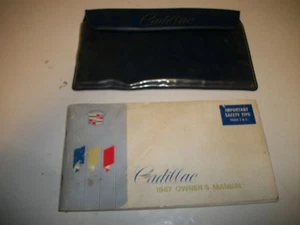 Cadillac
IMPORTANT
SAFETY TIPS
Cadillac
1967 OWNER'S MANUAL